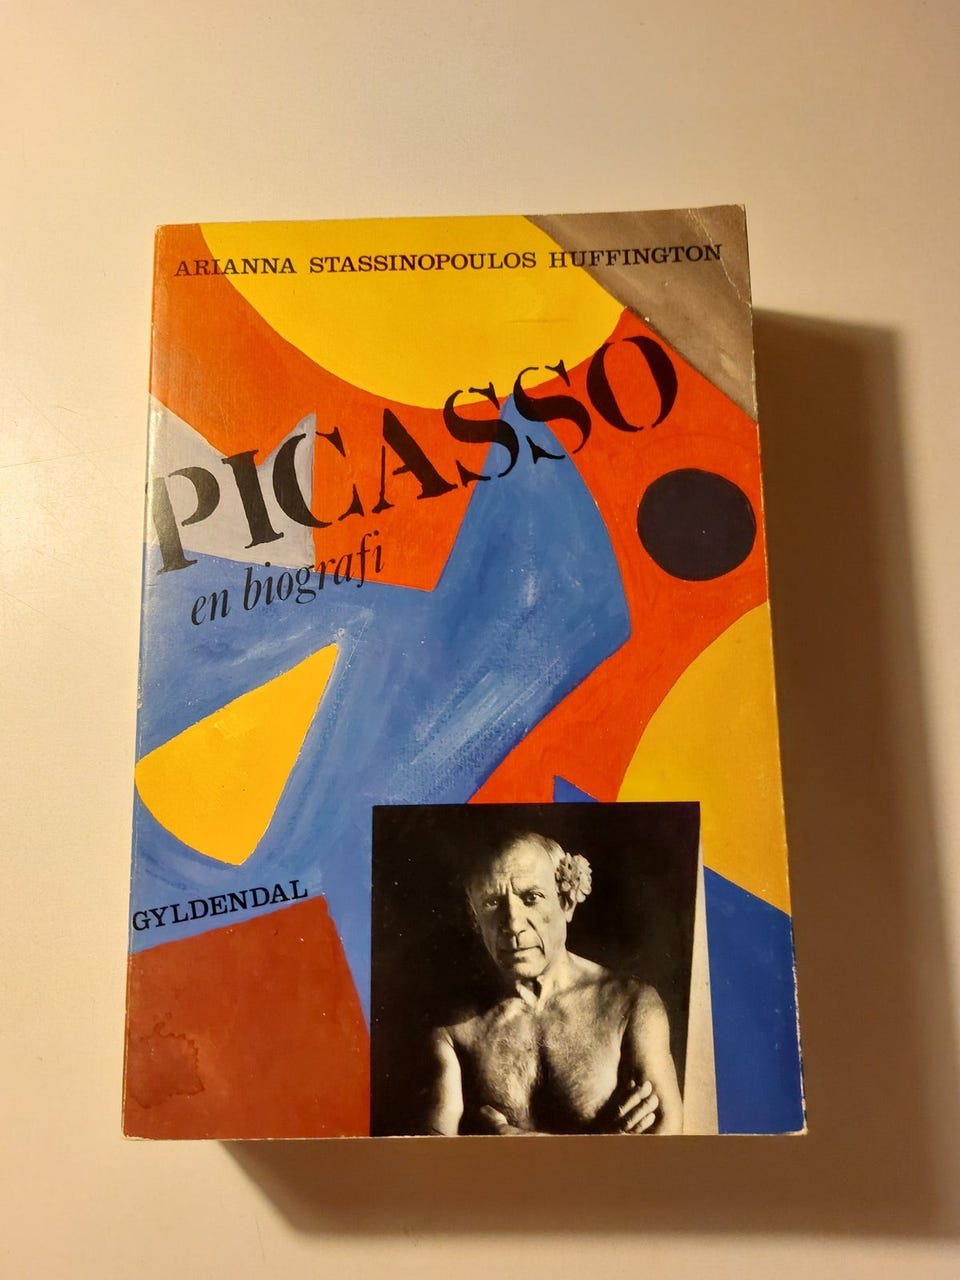 ARIANNA STASSINOPOULOS HUFFINGTON
PICASSO
en biografi
GYLDENDAL